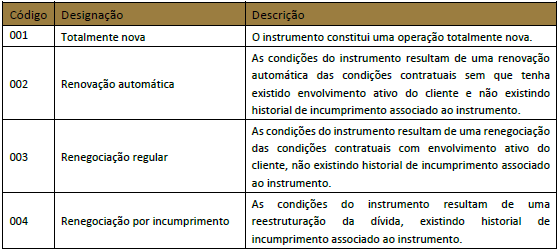 Código Designação Descrição
001 Totalmente nova O instrumento constitui uma operação totalmente nova.
As condições do instrumento resultam de uma renovação
automática das condições contratuais sem que tenha
002 Renovação automática
existido envolvimento ativo do cliente e não existindo
historial de incumprimento associado ao instrumento.
As condições do instrumento resultam de uma renegociação
das condições contratuais com envolvimento ativo do
003 Renegociação regular
cliente, não existindo historial de incumprimento associado
ao instrumento.
As condições do instrumento resultam de uma
004 Renegociação por incumprimento reestruturação da dívida, existindo historial de
incumprimento associado ao instrumento.